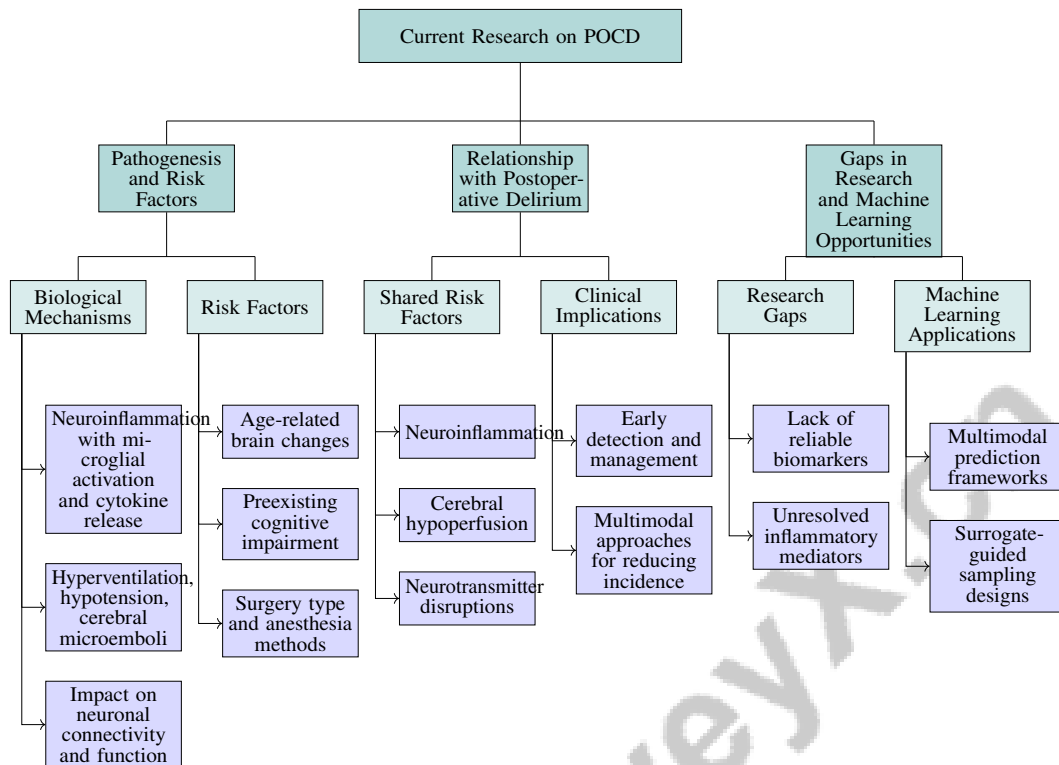 Current Research on POCD
Pathogenesis
and Risk
Factors
Relationship
with Postoper-
ative Delirium
Gaps in
Research
and Machine
Learning
Opportunities
Biological
Mechanisms
Risk Factors
Shared Risk
Factors
Clinical
Implications
Research
Gaps
Machine
Learning
Applications
Neuroinflammation
with mi-
croglial
activation
and cytokine
release
Hyperventilation,
hypotension,
cerebral
microemboli
Impact on
neuronal
connectivity
and function
Age-related
brain changes
Preexisting
cognitive
impairment
Surgery type
and anesthesia
methods
Neuroinflammation
Cerebral
hypoperfusion
Neurotransmitter
disruptions
Early
detection and
management
Multimodal
approaches
for reducing
incidence
Lack of
reliable
biomarkers
Unresolved
inflammatory
mediators
Multimodal
prediction
frameworks
Surrogate-
guided
sampling
designs
eyx.cn